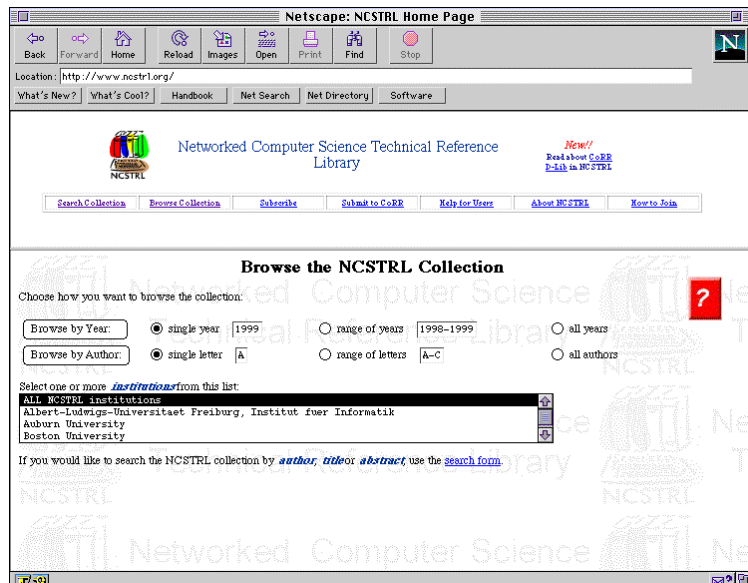 Netscape: NCSTRL Home Page
Back Forward Home Reload Images Open Print Find Stop
N
Location: http://www.ncstrl.org/
What's New? What's Cool? Handbook Net Search Net Directory Software
NCSTRL
Networked Computer Science Technical Reference
Library
New!!
Read about CoRR
D-Lib in NCSTRL
Search Collection Browse Collection Subscribe Submit to CoRR Help for Users About NCSTRL How to Join
Browse the NCSTRL Collection
Choose how you want to browse the collection:
?
Browse by Year: single year 1999 range of years 1998-1999 all years
Browse by Author: single letter A range of letters A-C all authors
Select one or more institutions from this list:
ALL NCSTRL institutions
Albert-Ludwigs-Universitaet Freiburg, Institut fuer Informatik
Auburn University
Boston University
If you would like to search the NCSTRL collection by author, title or abstract, use the search form.
NCSTRL
NCSTRL
Networked Computer Science